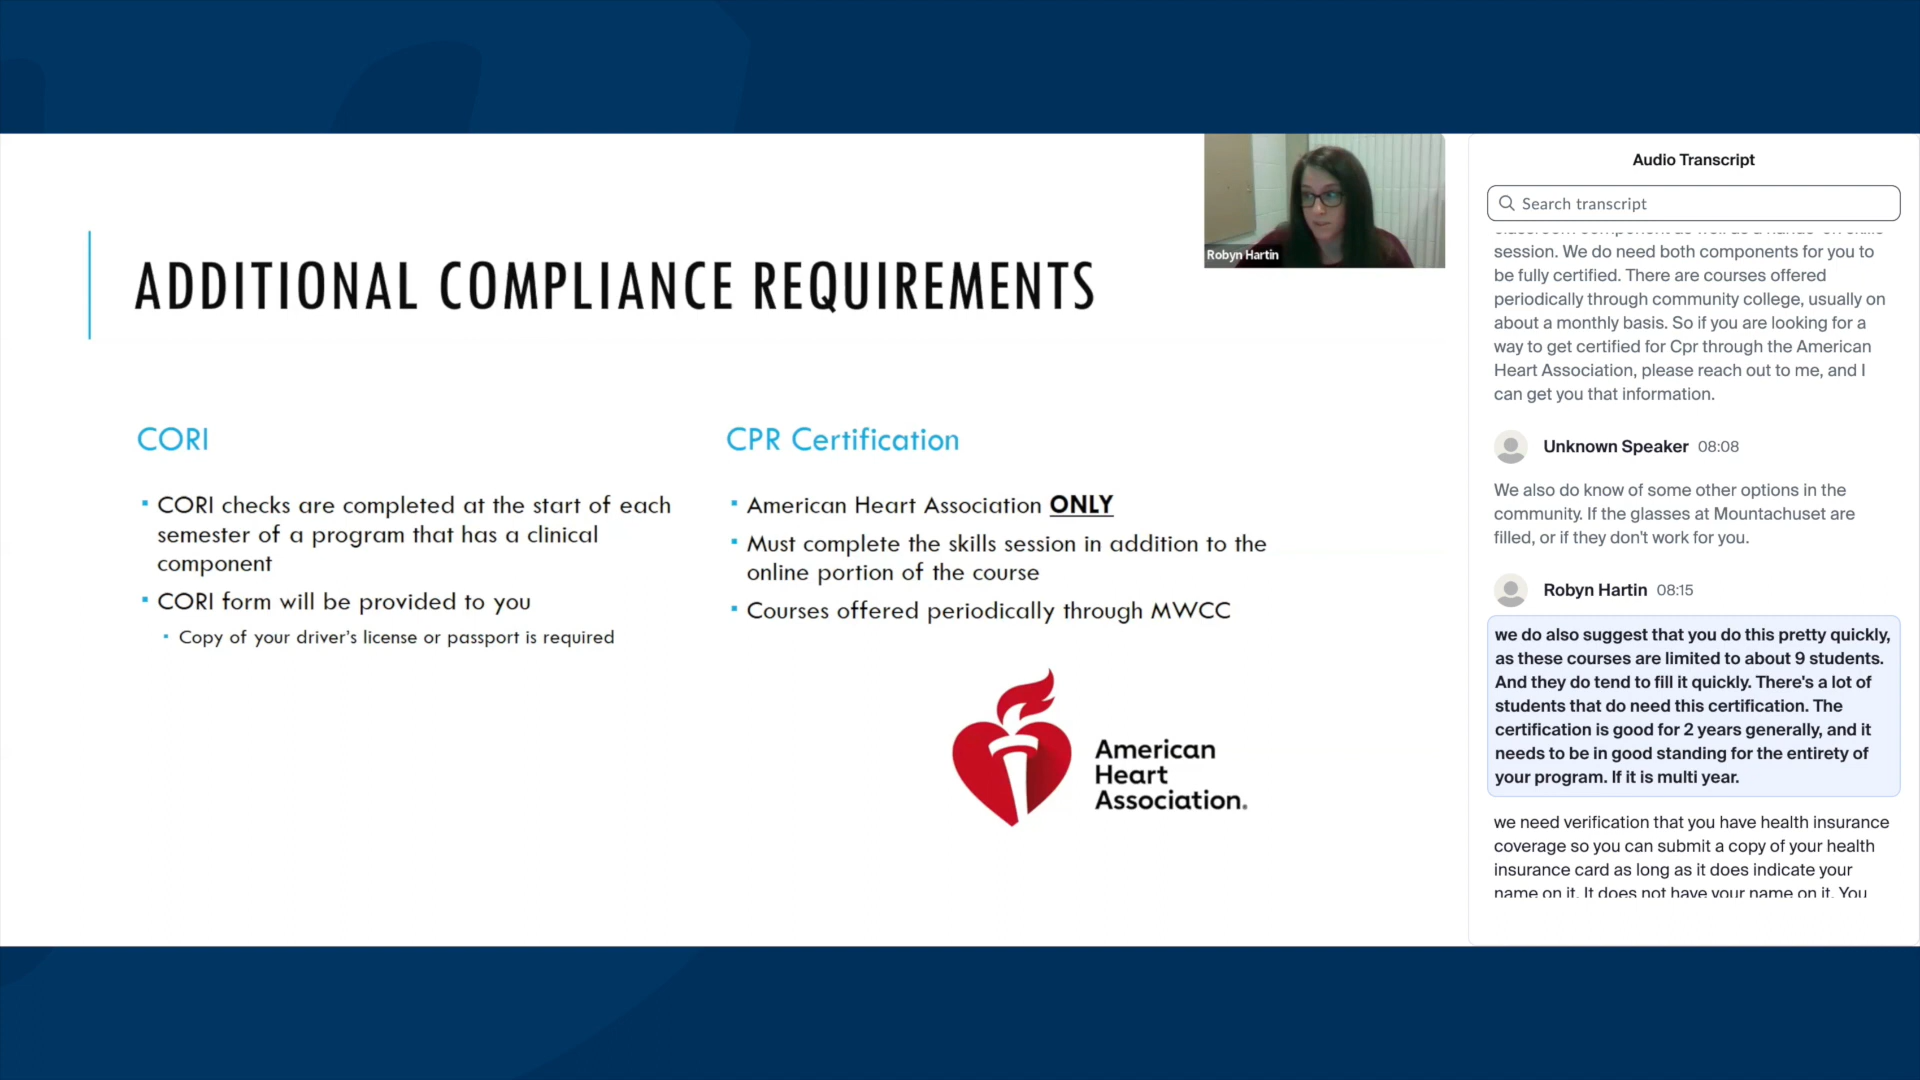 ADDITIONAL COMPLIANCE REQUIREMENTS
Robyn Hartin
CORI
CORI checks are completed at the start of each
semester of a program that has a clinical
component
CORI form will be provided to you
Copy of your driver's license or passport is required
CPR Certification
American Heart Association ONLY
Must complete the skills session in addition to the
online portion of the course
Courses offered periodically through MWCC
American
Heart
Association.
Audio Transcript
Search transcript
session. We do need both components for you to
be fully certified. There are courses offered
periodically through community college, usually on
about a monthly basis. So if you are looking for a
way to get certified for Cpr through the American
Heart Association, please reach out to me, and I
can get you that information.
Unknown Speaker 08:08
We also do know of some other options in the
community. If the glasses at Mountachuset are
filled, or if they don't work for you.
Robyn Hartin 08:15
we do also suggest that you do this pretty quickly,
as these courses are limited to about 9 students.
And they do tend to fill it quickly. There's a lot of
students that do need this certification. The
certification is good for 2 years generally, and it
needs to be in good standing for the entirety of
your program. If it is multi year.
we need verification that you have health insurance
coverage so you can submit a copy of your health
insurance card as long as it does indicate your
name on it. It does not have your name on it. You